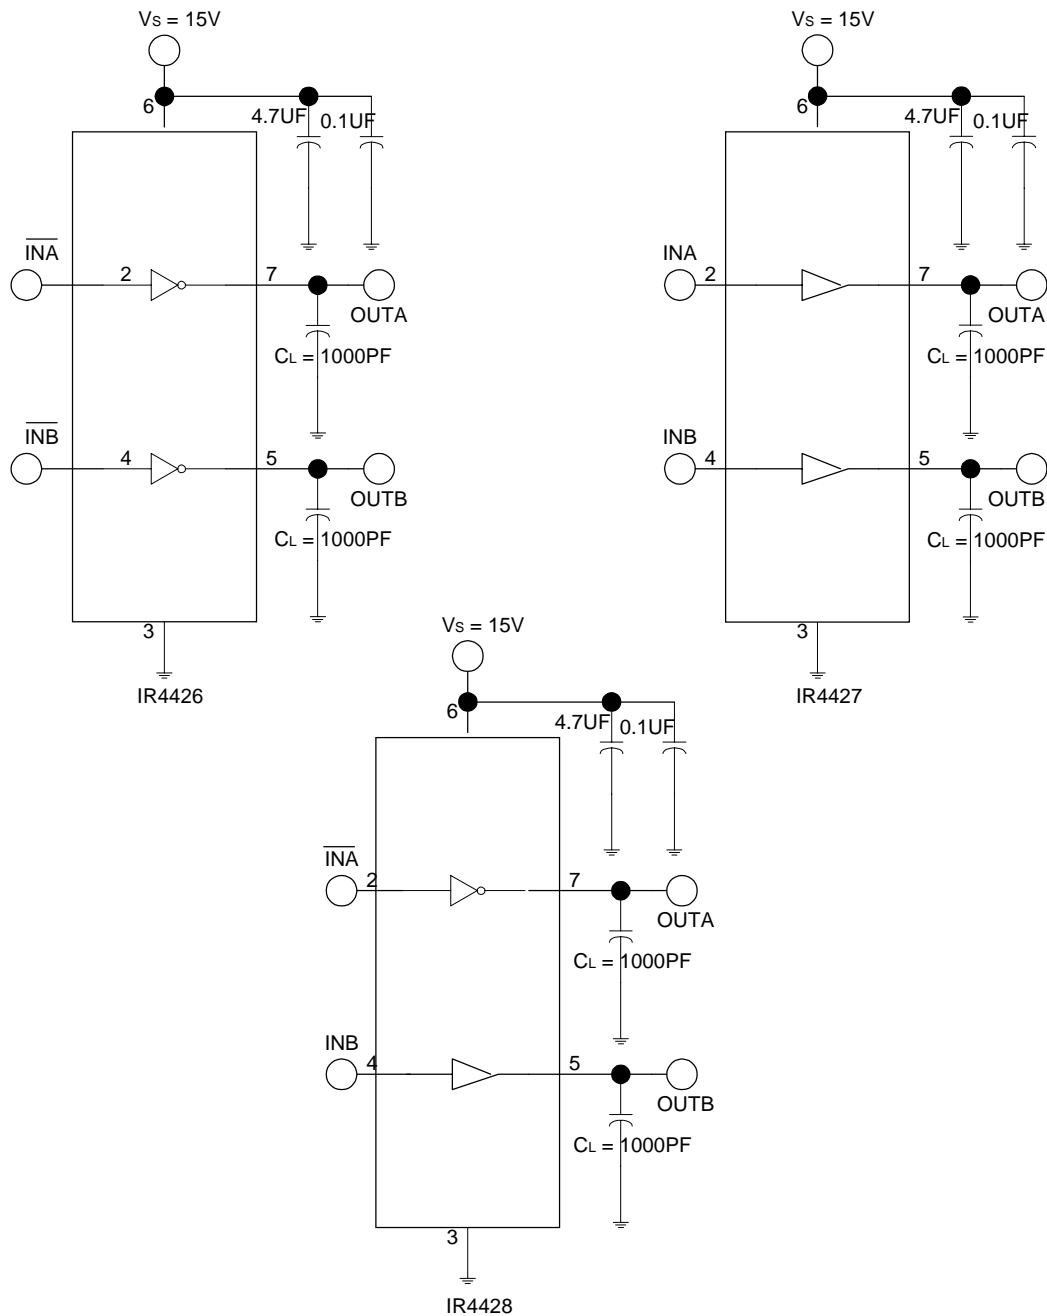 VS = 15V
6
4.7UF
0.1UF
INA
2
7
OUTA
CL = 1000PF
INB
4
5
OUTB
CL = 1000PF
3
IR4426
VS = 15V
6
4.7UF
0.1UF
INA
2
7
OUTA
CL = 1000PF
INB
4
5
OUTB
CL = 1000PF
3
IR4427
VS = 15V
6
4.7UF
0.1UF
INA
2
7
OUTA
CL = 1000PF
INB
4
5
OUTB
CL = 1000PF
3
IR4428